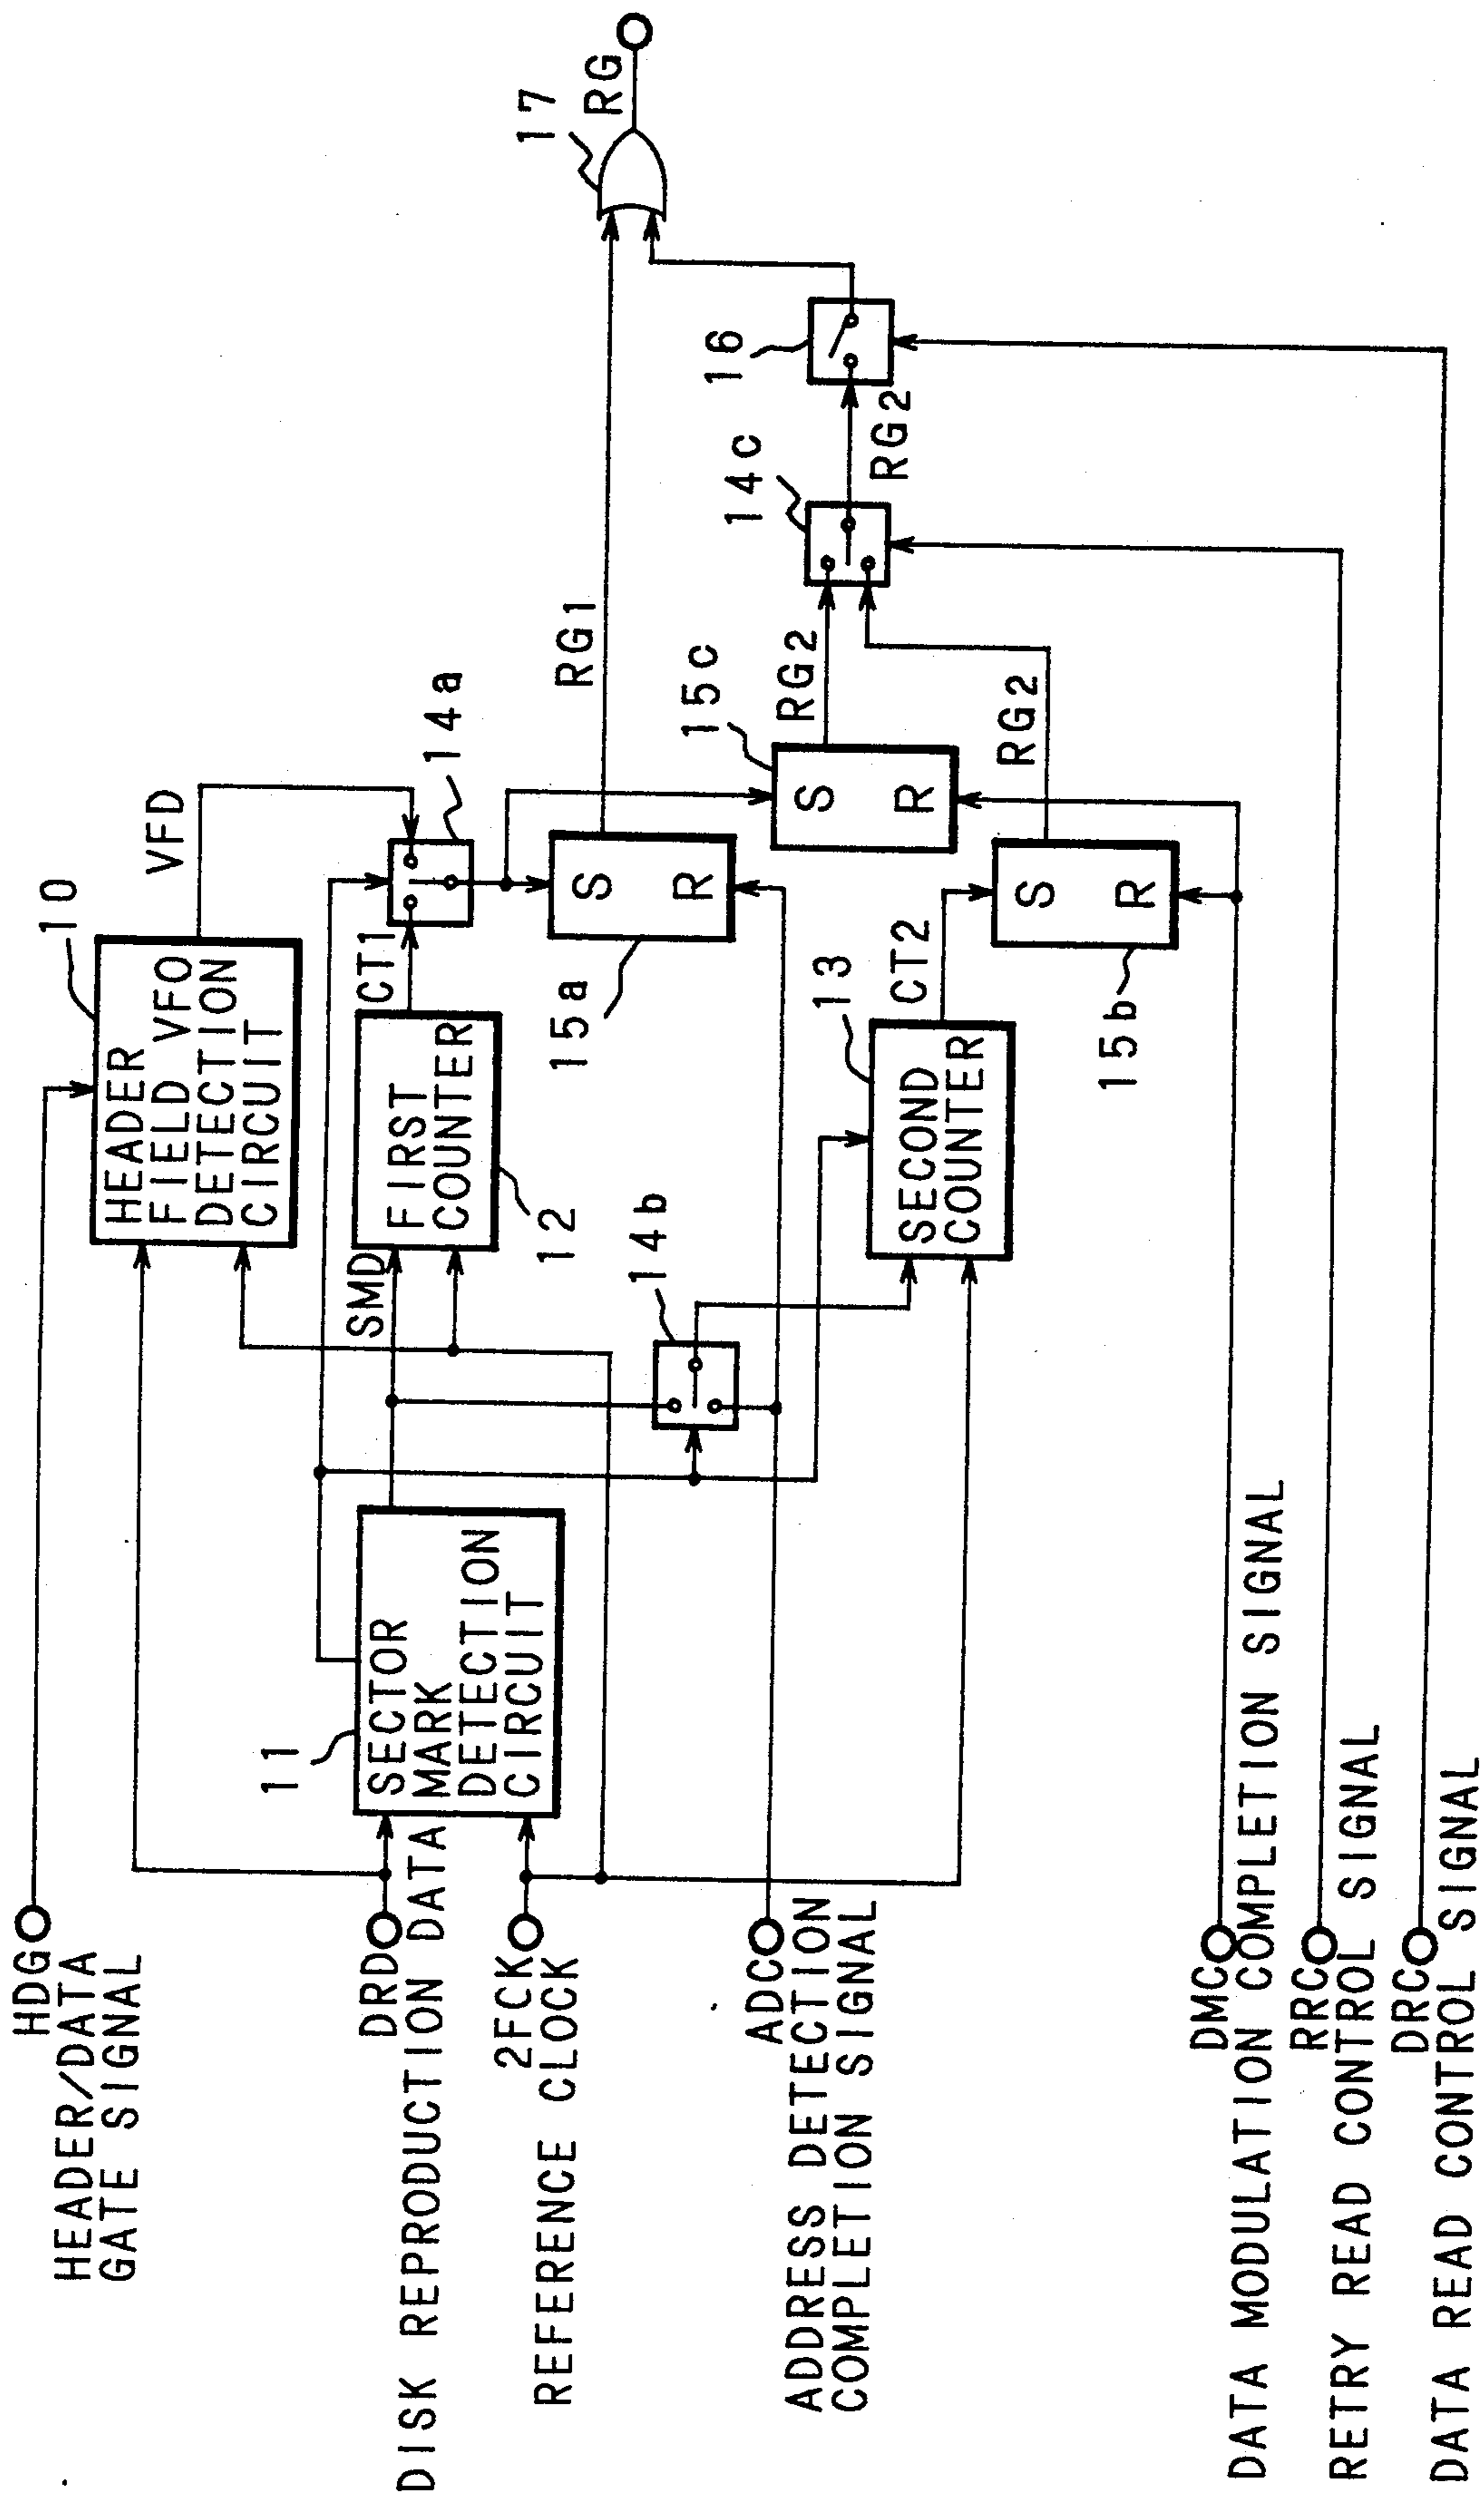 HDG
HEADER/DATA
GATE SIGNAL
DRD
DISK REPRODUCTION DATA
2FCK
REFERENCE CLOCK
ADC
ADDRESS DETECTION
COMPLETION SIGNAL
DMC
DATA MODULATION COMPLETION SIGNAL
RRC
RETRY READ CONTROL SIGNAL
DRC
DATA READ CONTROL SIGNAL
11
SECTOR
MARK
DETECTION
CIRCUIT
SMD
10
HEADER
FIELD VFO
DETECTION
CIRCUIT
VFD
FIRST
COUNTER
12
CT1
14b
13
SECOND
COUNTER
CT2
14a
S
R
15a
S
R
15b
15c
S
R
RG1
RG2
RG2
14c
RG2
16
17
RG